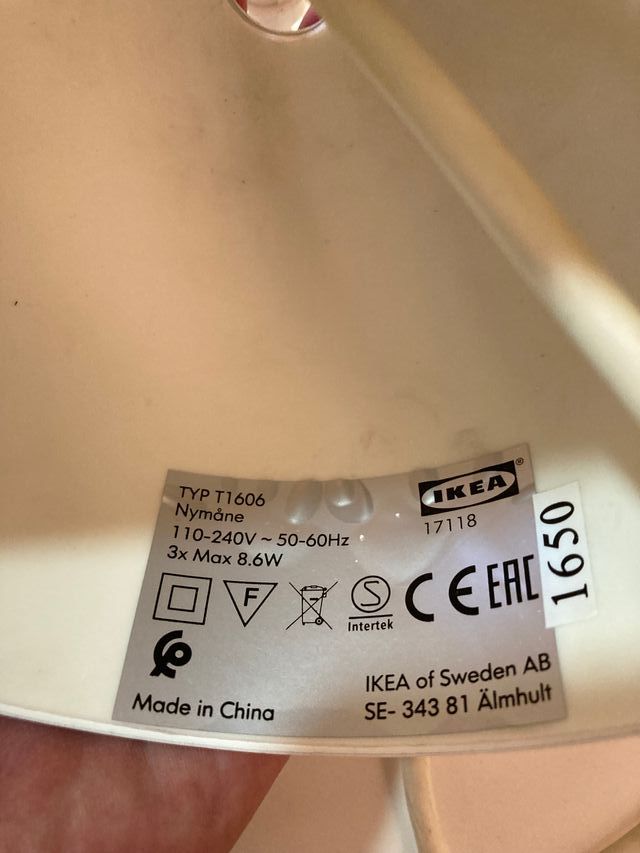 TYP T1606
Nymåne
110-240V ~ 50-60Hz
3x Max 8.6W
IKEA®
17118
F
S
Intertek
CE
EAC
1650
Made in China
IKEA of Sweden AB
SE- 343 81 Älmhult